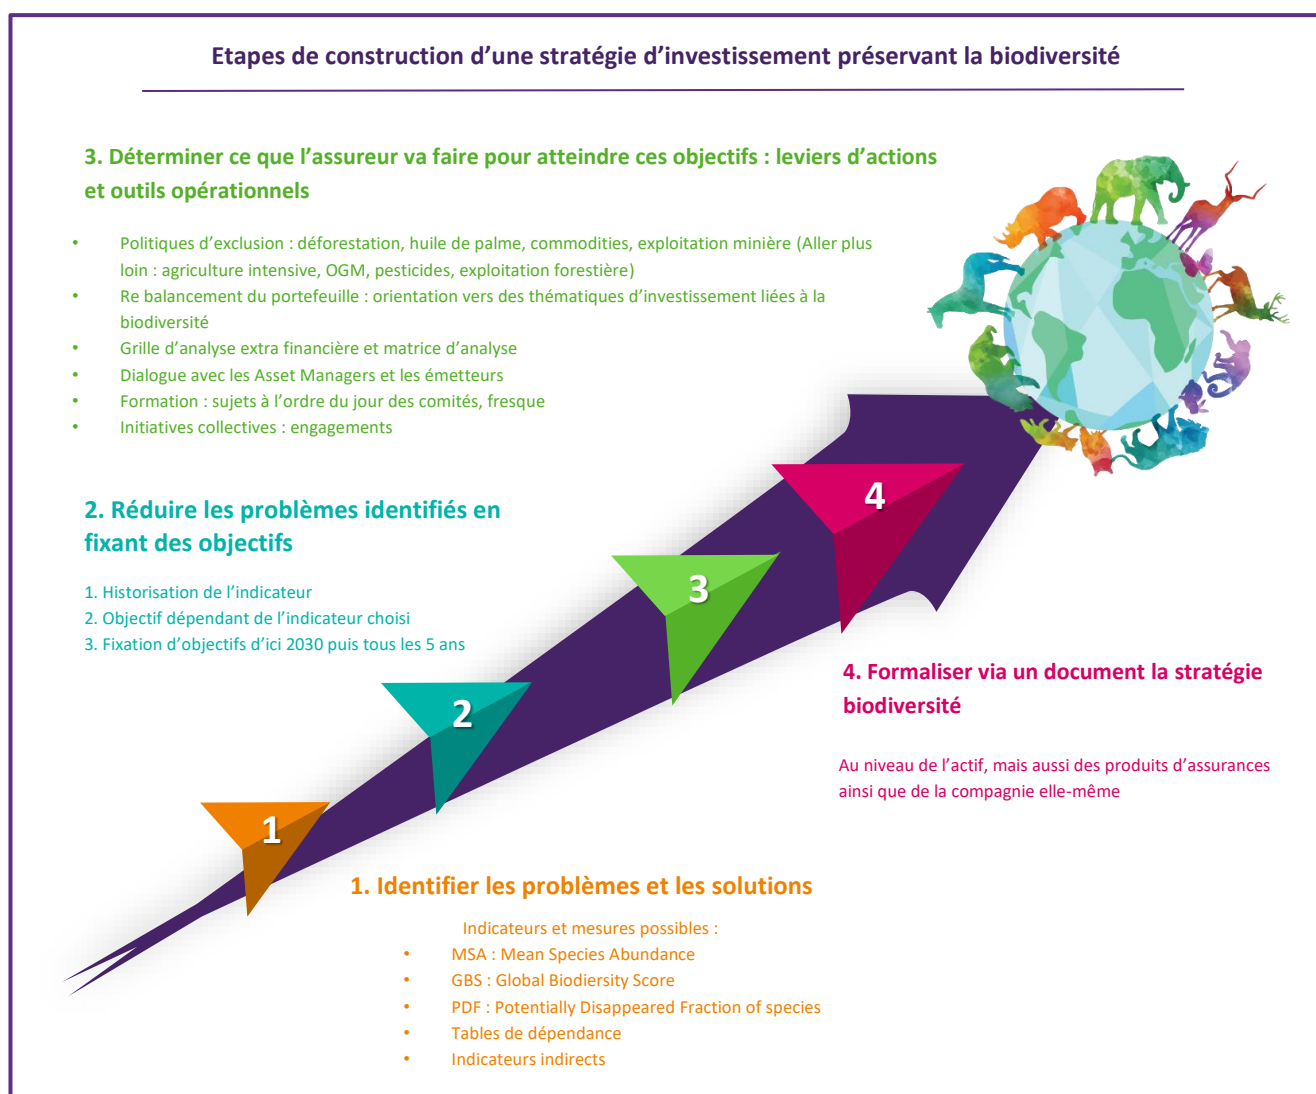 Etapes de construction d’une stratégie d’investissement préservant la biodiversité
3. Déterminer ce que l’assureur va faire pour atteindre ces objectifs : leviers d’actions
et outils opérationnels
• Politiques d’exclusion : déforestation, huile de palme, commodities, exploitation minière (Aller plus
loin : agriculture intensive, OGM, pesticides, exploitation forestière)
• Re balancement du portefeuille : orientation vers des thématiques d’investissement liées à la
biodiversité
• Grille d’analyse extra financière et matrice d’analyse
• Dialogue avec les Asset Managers et les émetteurs
• Formation : sujets à l’ordre du jour des comités, fresque
• Initiatives collectives : engagements
4
2. Réduire les problèmes identifiés en
fixant des objectifs
3
1. Historisation de l’indicateur
2. Objectif dépendant de l’indicateur choisi
3. Fixation d’objectifs d’ici 2030 puis tous les 5 ans
4. Formaliser via un document la stratégie
biodiversité
2
Au niveau de l’actif, mais aussi des produits d’assurances
ainsi que de la compagnie elle-même
1
1. Identifier les problèmes et les solutions
Indicateurs et mesures possibles :
• MSA : Mean Species Abundance
• GBS : Global Biodiersity Score
• PDF : Potentially Disappeared Fraction of species
• Tables de dépendance
• Indicateurs indirects